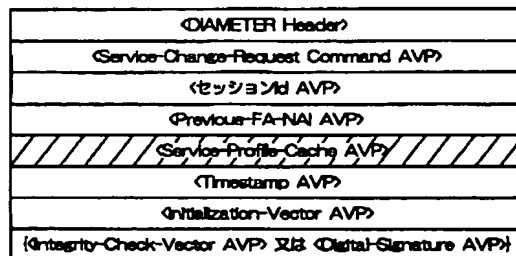 <DIAMETER Header>
<Service-Change-Request Command AVP>
<セッションId AVP>
<Previous-FA-NAI AVP>
<Service-Profile-Cache AVP>
<Timestamp AVP>
<Initialization-Vector AVP>
{<Integrity-Check-Vector AVP> 又は <Digital-Signature AVP>}